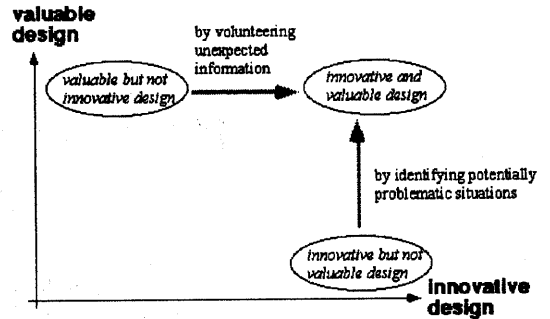 valuable
design
by volunteering
unexpected
information
valuable but not
innovative design
innovative and
valuable design
by identifying potentially
problematic situations
innovative but not
valuable design
innovative
design